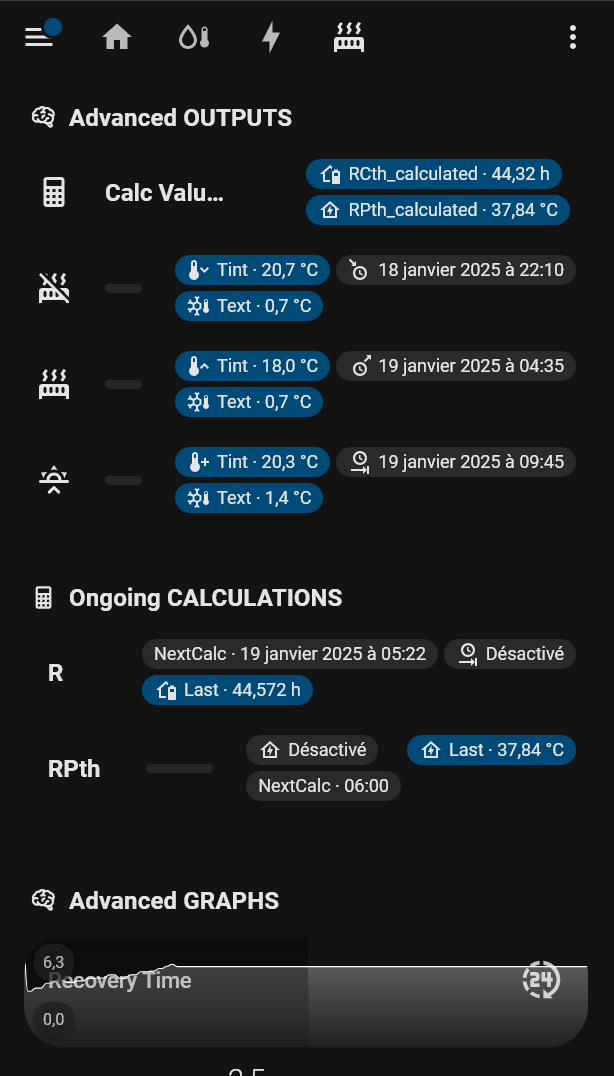 Advanced OUTPUTS
Calc Valu...
RCth_calculated · 44,32 h
RPth_calculated · 37,84 °C
Tint · 20,7 °C
18 janvier 2025 à 22:10
Text · 0,7 °C
Tint · 18,0 °C
19 janvier 2025 à 04:35
Text · 0,7 °C
Tint · 20,3 °C
19 janvier 2025 à 09:45
Text · 1,4 °C
Ongoing CALCULATIONS
R
NextCalc · 19 janvier 2025 à 05:22
Désactivé
Last · 44,572 h
RPth
Désactivé
Last · 37,84 °C
NextCalc · 06:00
Advanced GRAPHS
6,3
Recovery Time
24
0,0